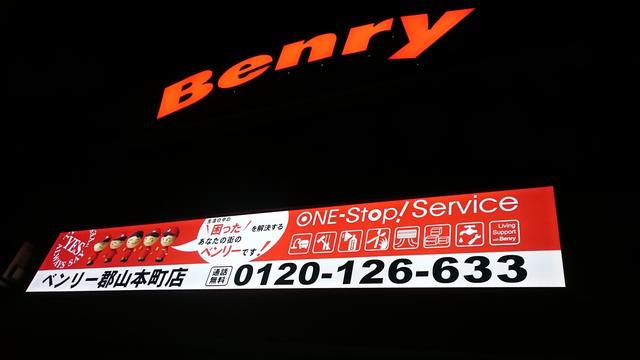 Benry
YES!
生活の中の
"困った"を解決する
あなたの街の
ベンリーです!
ONE-Stop! Service
Living
Support
Benry
ベンリー郡山本町店
通話
無料
0120-126-633